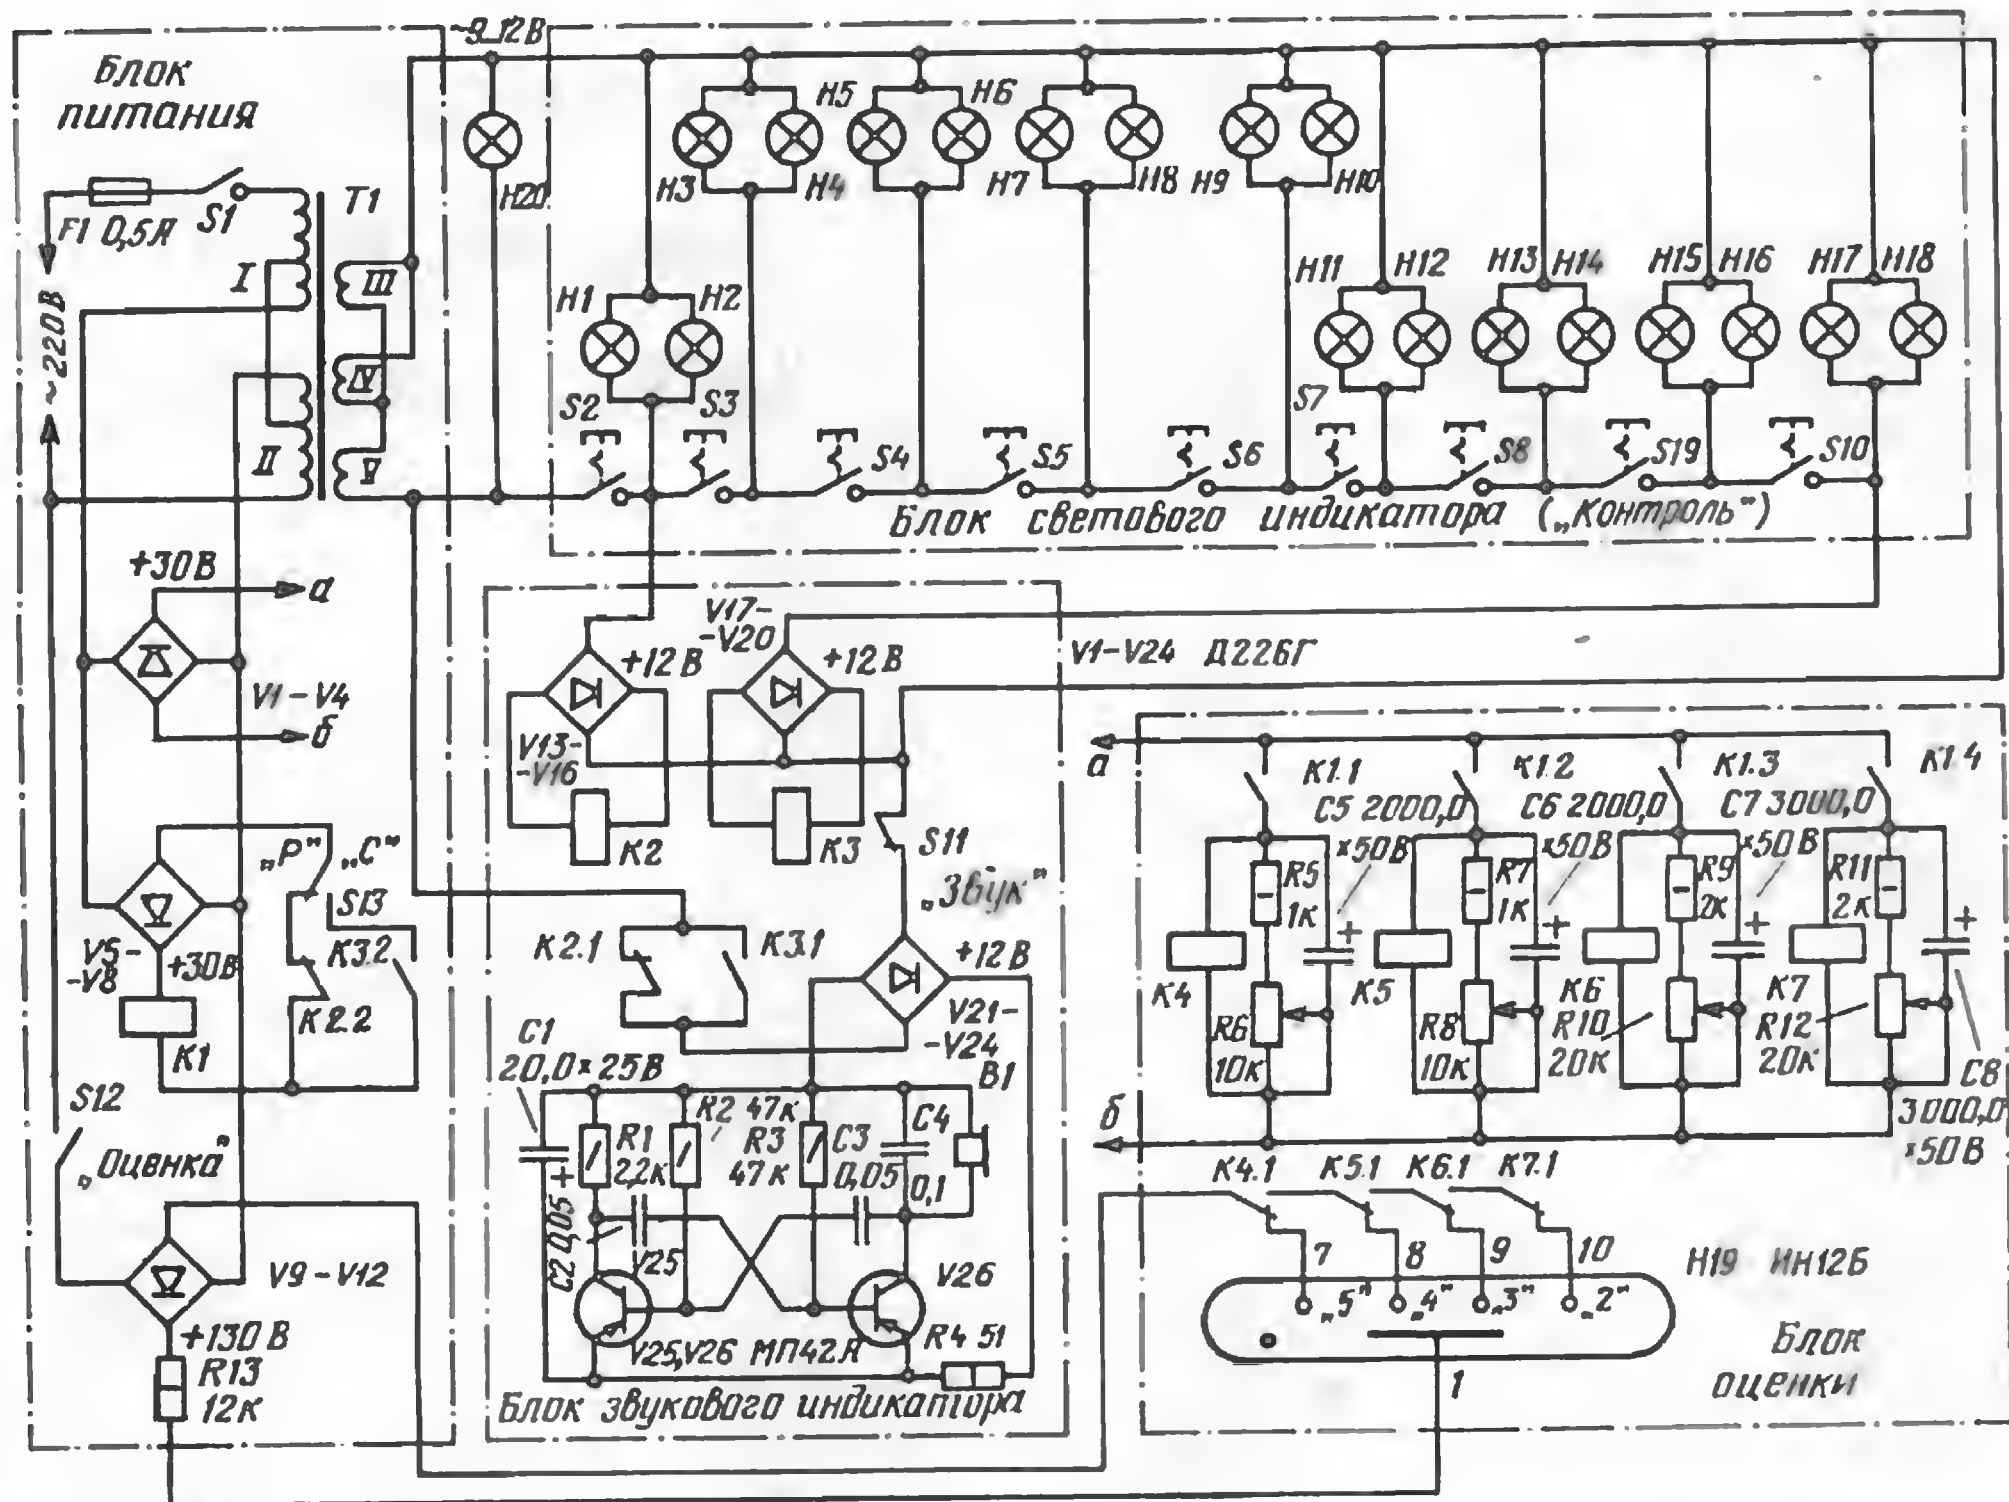 Блок
питания
~9-12В
F1 0,5А
S1
T1
I
II
III
IV
V
~220В
H20
H1
H2
H3
H4
H5
H6
H7
H8
H9
H10
H11
H12
H13
H14
H15
H16
H17
H18
S2
S3
S4
S5
S6
S7
S8
S19
S10
Блок светового индикатора („Контроль“)
+30В
а
V1-V4
б
„Р“
„С“
S13
V5-
-V8
+30В
K3.2
K2.2
K1
S12
„Оценка“
V9-V12
+130В
R13
12к
V17-
-V20
+12В
+12В
V13-
-V16
K2
K3
S11
„Звук“
K2.1
K3.1
+12В
V21-
-V24
C1
20,0×25В
B1
R1
2,2к
R2 47к
R3
47к
C3
0,05
C4
0,1
C2 0,05
+
V25
V26
V25,V26 МП42А
R4 51
Блок звукового индикатора
V1-V24 Д226Г
а
K1.1
K1.2
K1.3
K1.4
C5 2000,0
×50В
C6 2000,0
×50В
C7 3000,0
×50В
R5
1к
R7
1к
R9
2к
R11
2к
+
+
+
+
K4
K5
K6
K7
R6
10к
R8
10к
R10
20к
R12
20к
C8
3000,0
×50В
б
K4.1
K5.1
K6.1
K7.1
7
8
9
10
„5“
„4“
„3“
„2“
1
H19 ИН12Б
Блок
оценки